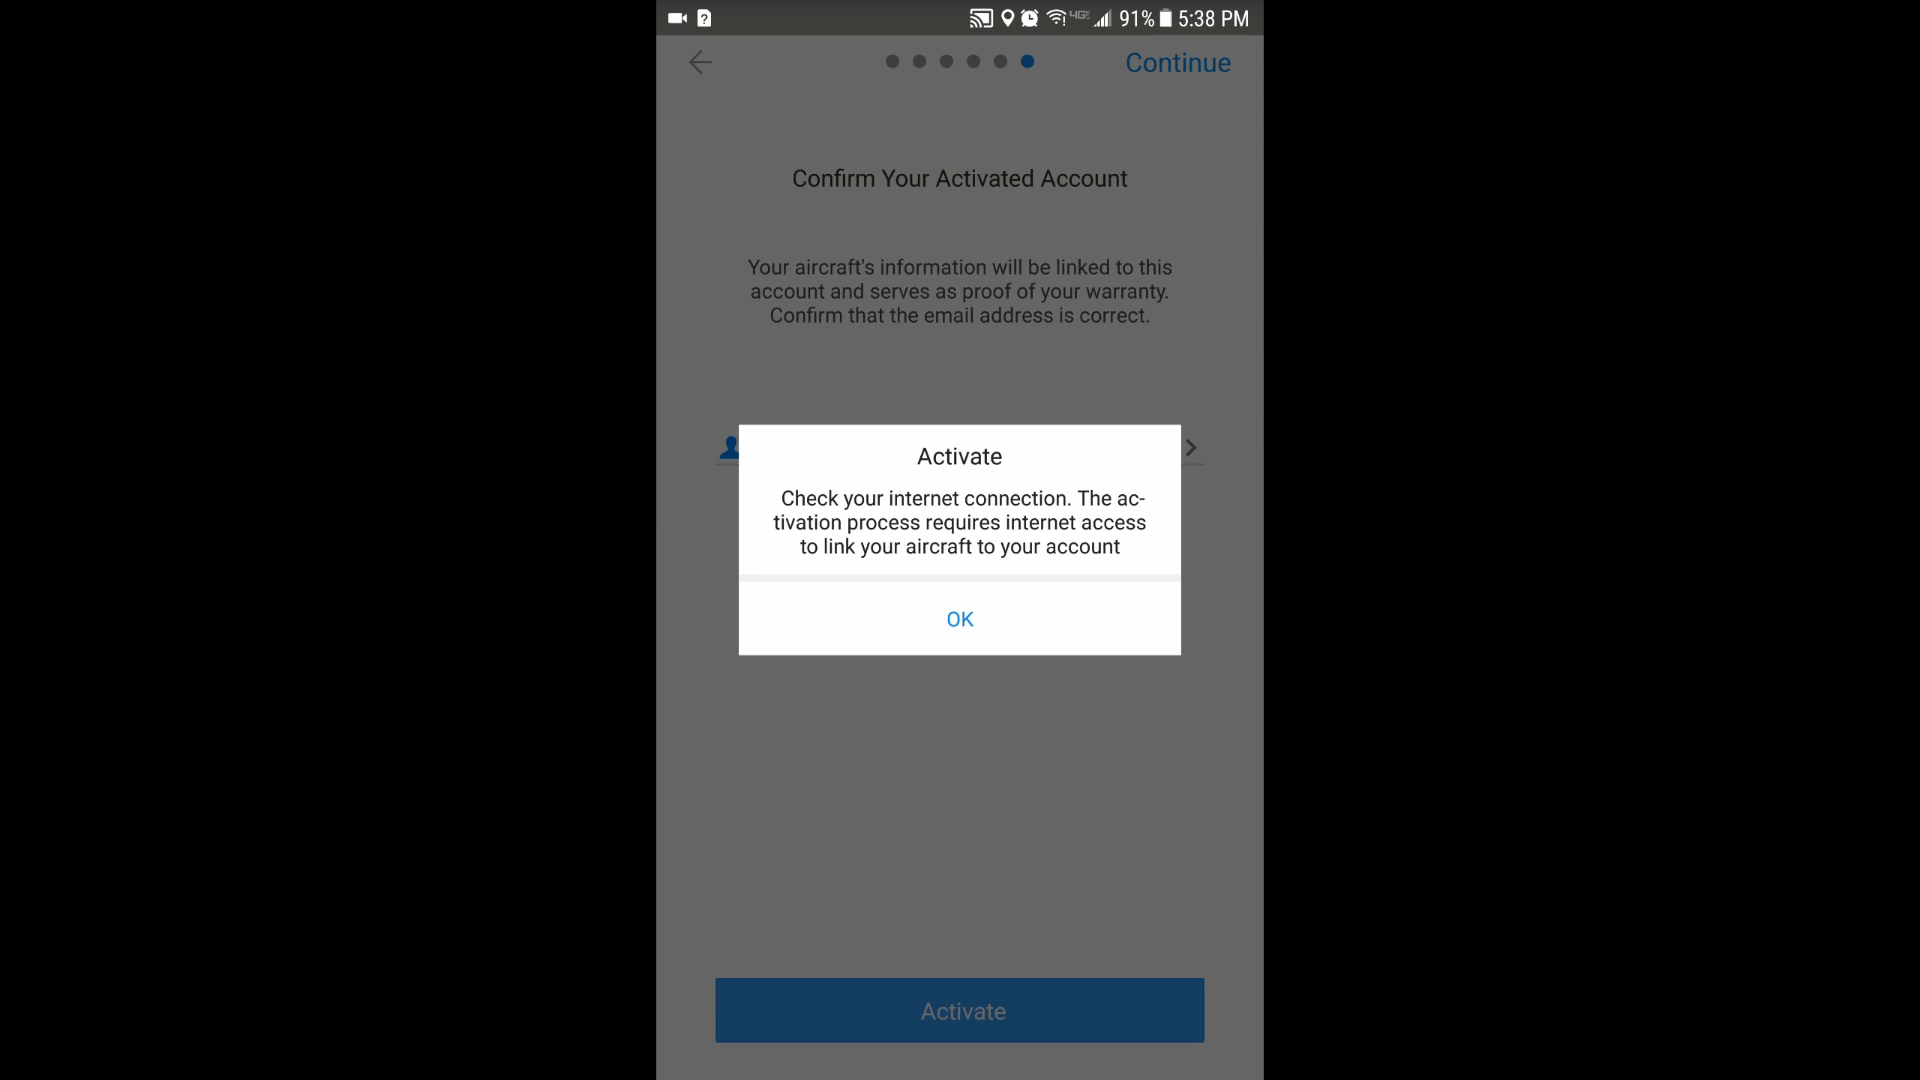 91% 5:38 PM
Continue
Confirm Your Activated Account
Your aircraft's information will be linked to this
account and serves as proof of your warranty.
Confirm that the email address is correct.
Activate
Check your internet connection. The ac-
tivation process requires internet access
to link your aircraft to your account
OK
Activate